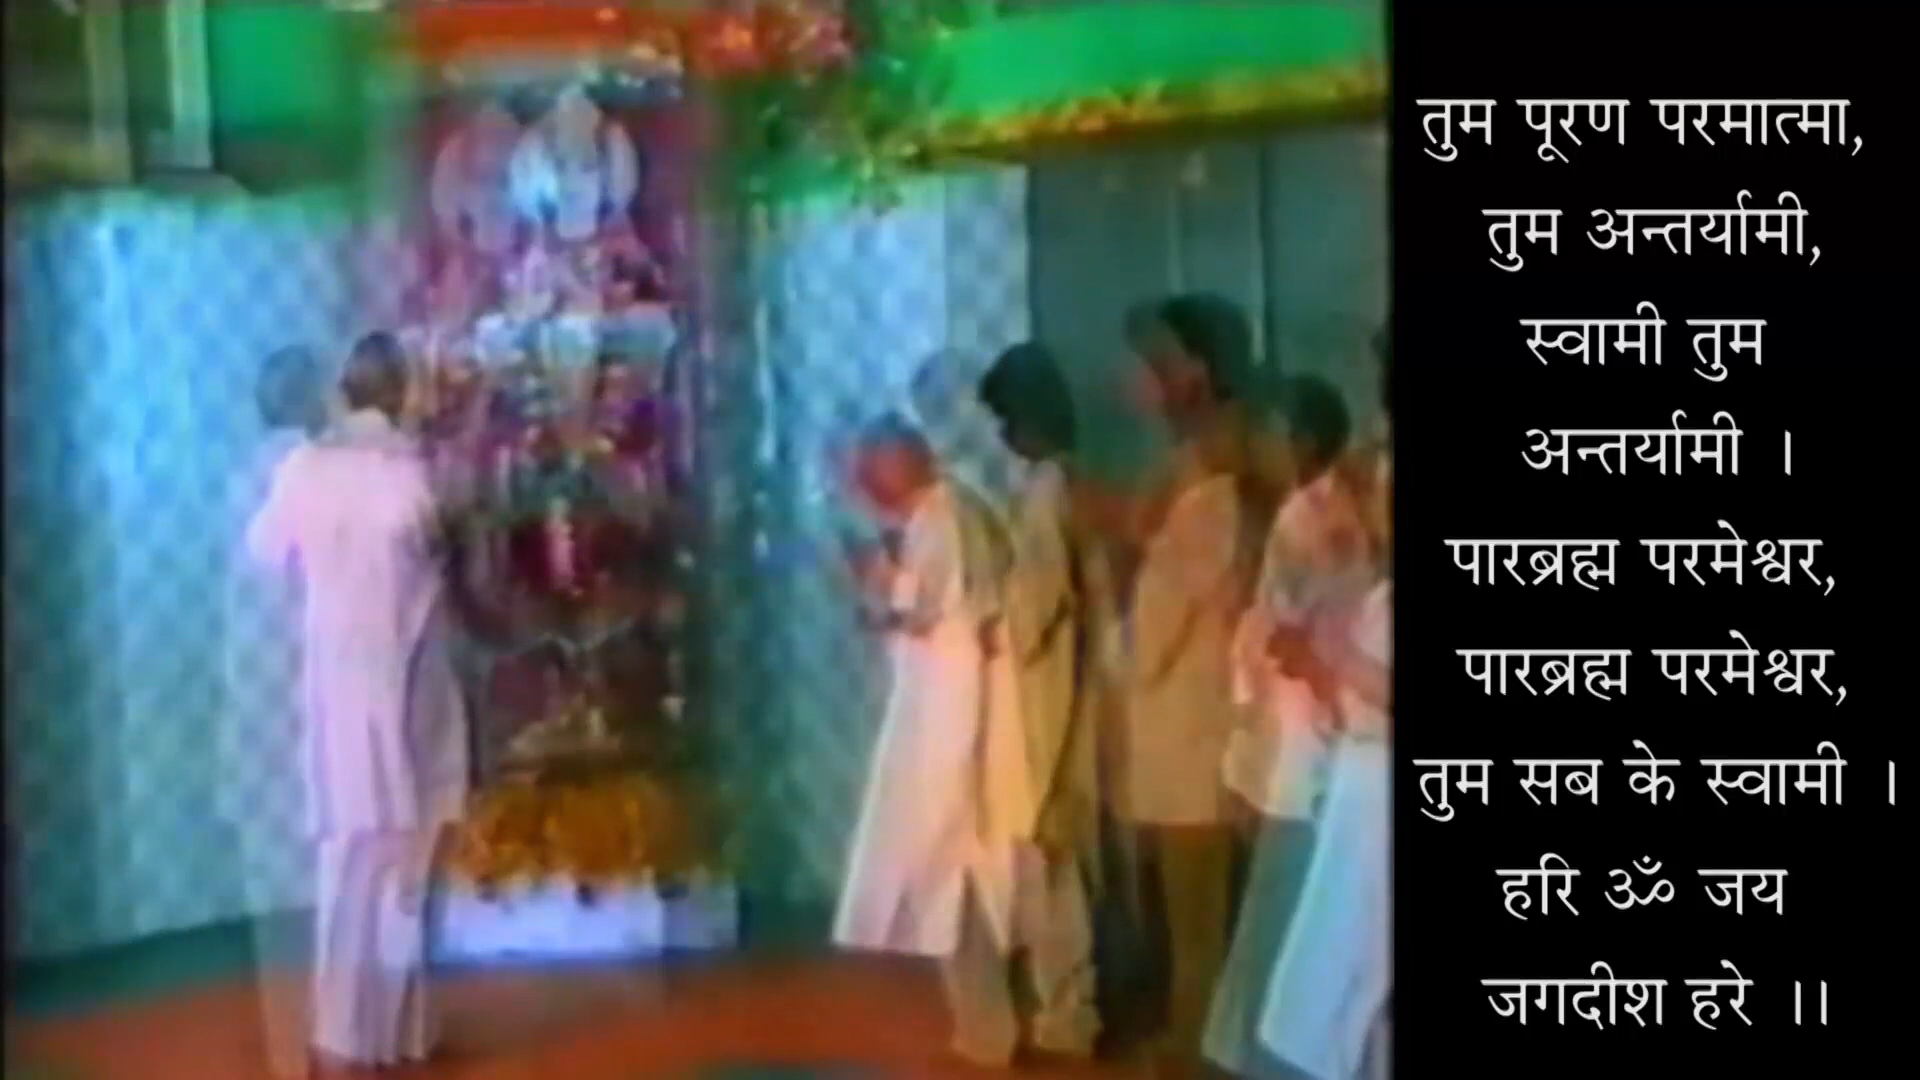 तुम पूरण परमात्मा,
तुम अन्तर्यामी,
स्वामी तुम
अन्तर्यामी ।
पारब्रह्म परमेश्वर,
पारब्रह्म परमेश्वर,
तुम सब के स्वामी ।
हरि ॐ जय
जगदीश हरे ।।